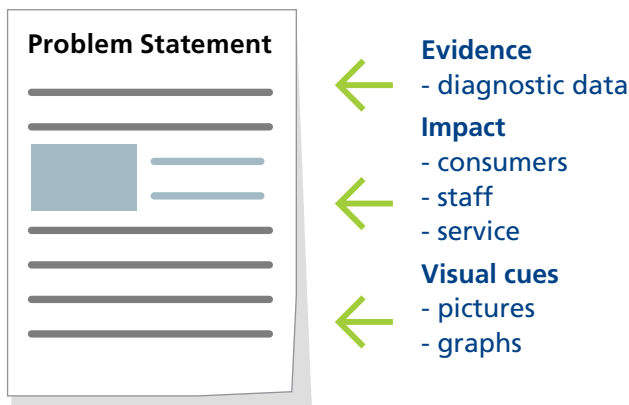 Problem Statement
Evidence
- diagnostic data
Impact
- consumers
- staff
- service
Visual cues
- pictures
- graphs